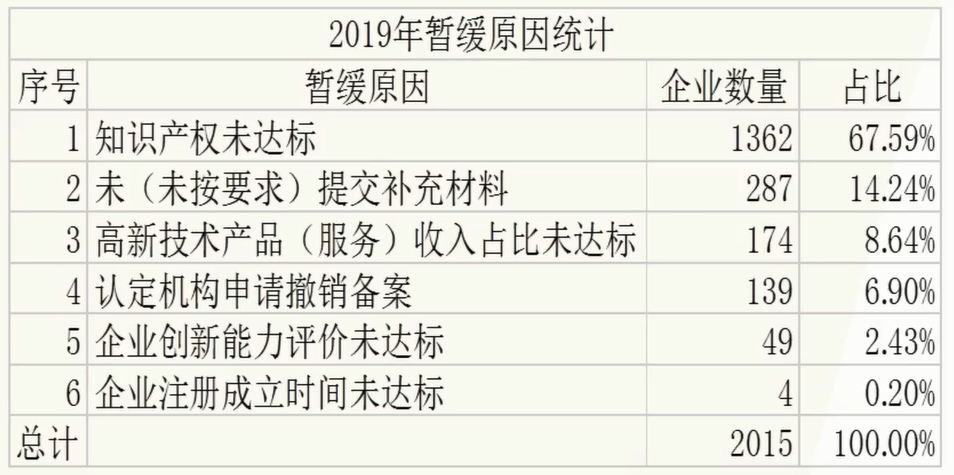 2019年暂缓原因统计
序号 暂缓原因 企业数量 占比
1 知识产权未达标 1362 67.59%
2 未（未按要求）提交补充材料 287 14.24%
3 高新技术产品（服务）收入占比未达标 174 8.64%
4 认定机构申请撤销备案 139 6.90%
5 企业创新能力评价未达标 49 2.43%
6 企业注册成立时间未达标 4 0.20%
总计 2015 100.00%